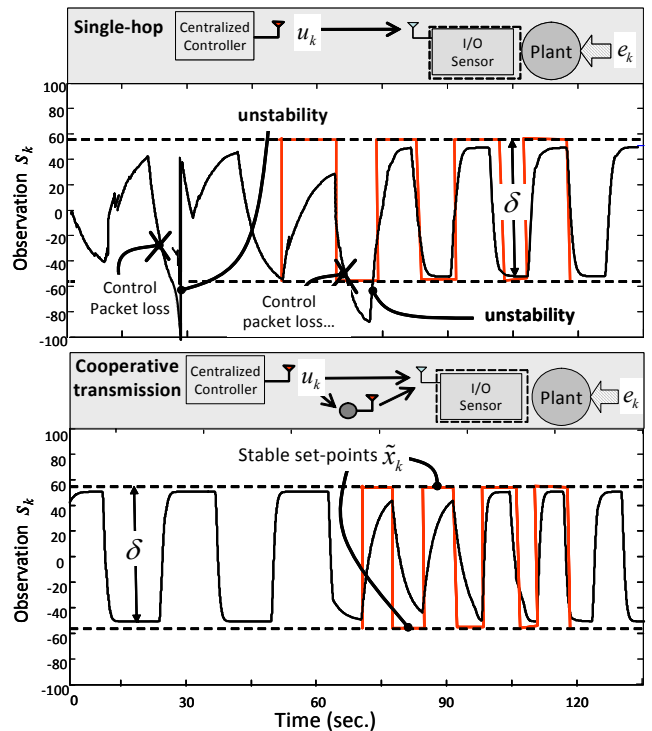 Single-hop
Centralized
Controller
u_k
I/O
Sensor
Plant
e_k
100
80
60
40
20
0
-20
-40
-60
-80
-100
Observation s_k
unstability
δ
Control
Packet loss
Control
packet loss…
unstability
Cooperative
transmission
Centralized
Controller
u_k
I/O
Sensor
Plant
e_k
100
80
60
40
20
0
-20
-40
-60
-80
-100
Observation s_k
Stable set-points x̃_k
δ
0 30 60 90 120
Time (sec.)